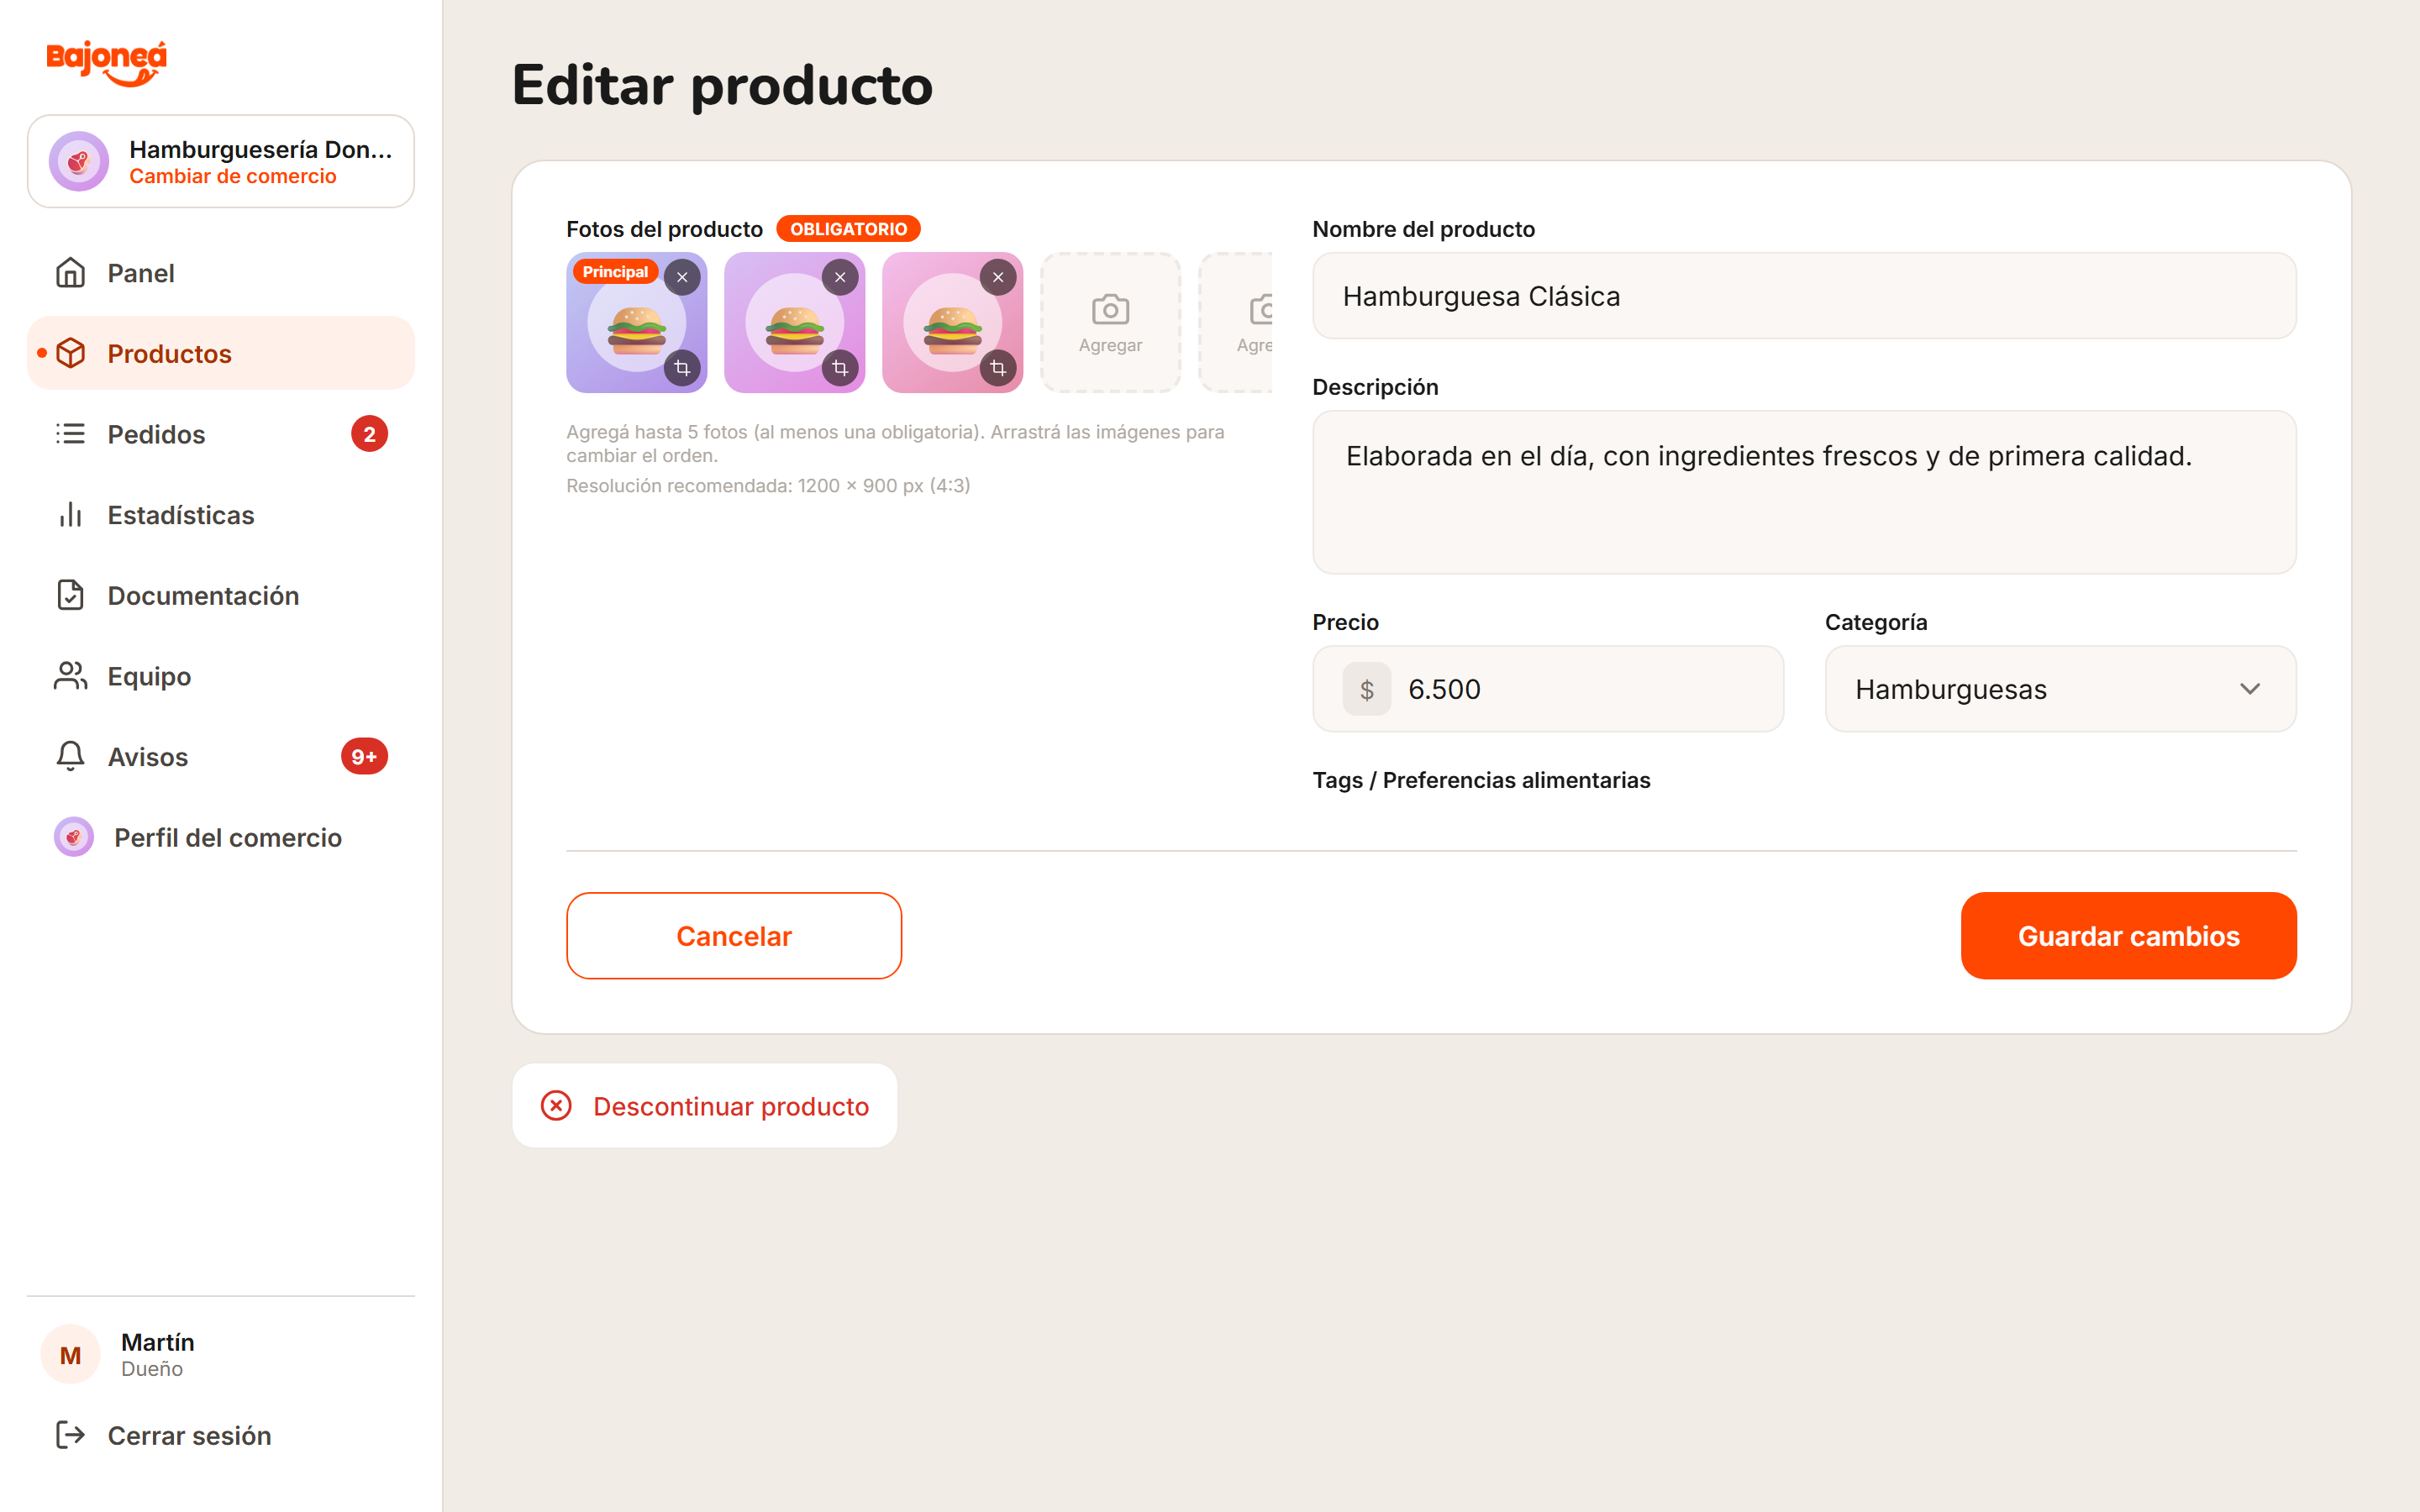 Bajoneá
Hamburguesería Don...
Cambiar de comercio
Panel
Productos
Pedidos
2
Estadísticas
Documentación
Equipo
Avisos
9+
Perfil del comercio
M
Martín
Dueño
Cerrar sesión
Editar producto
Fotos del producto
OBLIGATORIO
Principal
Agregar
Agre
Agregá hasta 5 fotos (al menos una obligatoria). Arrastrá las imágenes para
cambiar el orden.
Resolución recomendada: 1200 × 900 px (4:3)
Nombre del producto
Hamburguesa Clásica
Descripción
Elaborada en el día, con ingredientes frescos y de primera calidad.
Precio
$ 6.500
Categoría
Hamburguesas
Tags / Preferencias alimentarias
Cancelar
Guardar cambios
Descontinuar producto